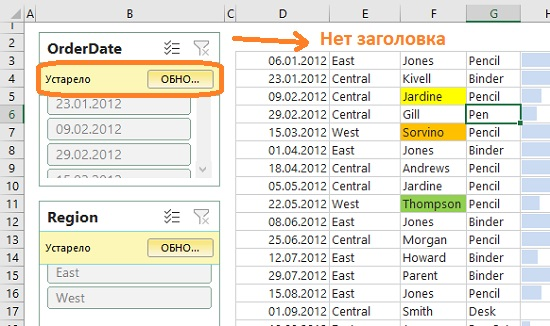 A B C D E F G H
1
2 OrderDate Нет заголовка
3 06.01.2012 East Jones Pencil
4 Устарело ОБНО... 23.01.2012 Central Kivell Binder
5 23.01.2012 09.02.2012 Central Jardine Pencil
6 09.02.2012 29.02.2012 Central Gill Pen
7 15.03.2012 West Sorvino Pencil
8 29.02.2012 01.04.2012 East Jones Binder
9 15.03.2012 18.04.2012 Central Andrews Pencil
10 05.05.2012 Central Jardine Pencil
11 Region 22.05.2012 West Thompson Pencil
12 08.06.2012 East Jones Binder
13 Устарело ОБНО... 25.06.2012 Central Morgan Pencil
14 12.07.2012 East Howard Binder
15 East 29.07.2012 East Parent Binder
16 West 15.08.2012 East Jones Pencil
17 01.09.2012 Central Smith Desk